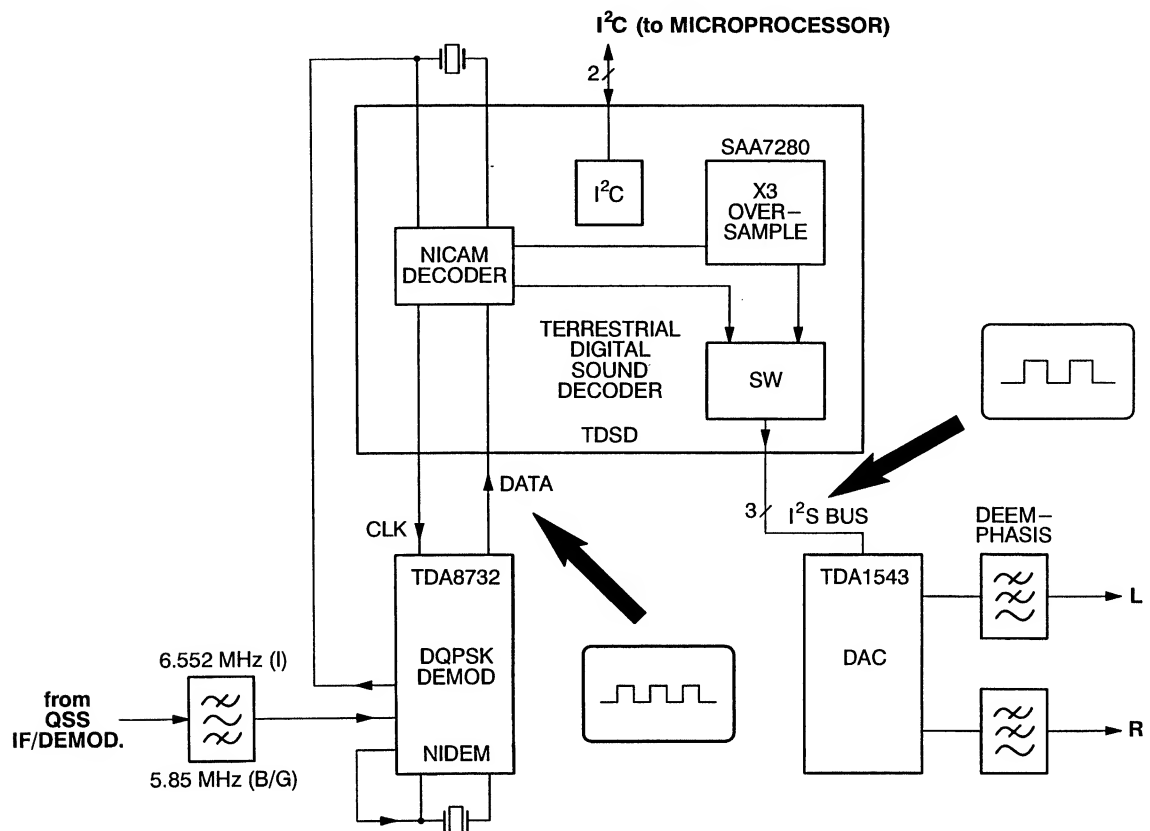 I²C (to MICROPROCESSOR)
2
SAA7280
I²C
X3
OVER–
SAMPLE
NICAM
DECODER
TERRESTRIAL
DIGITAL
SOUND
DECODER
SW
TDSD
DATA
3
I²S BUS
CLK
DEEM–
PHASIS
TDA8732
TDA1543
L
DQPSK
DEMOD
DAC
6.552 MHz (I)
from
QSS
IF/DEMOD.
R
NIDEM
5.85 MHz (B/G)